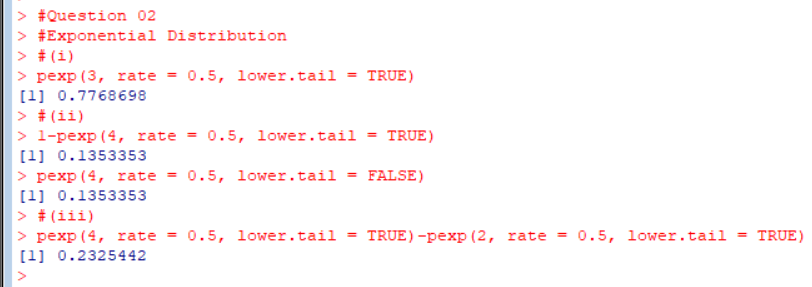 > #Question 02
> #Exponential Distribution
> #(i)
> pexp(3, rate = 0.5, lower.tail = TRUE)
[1] 0.7768698
> #(ii)
> 1-pexp(4, rate = 0.5, lower.tail = TRUE)
[1] 0.1353353
> pexp(4, rate = 0.5, lower.tail = FALSE)
[1] 0.1353353
> #(iii)
> pexp(4, rate = 0.5, lower.tail = TRUE)-pexp(2, rate = 0.5, lower.tail = TRUE)
[1] 0.2325442
>